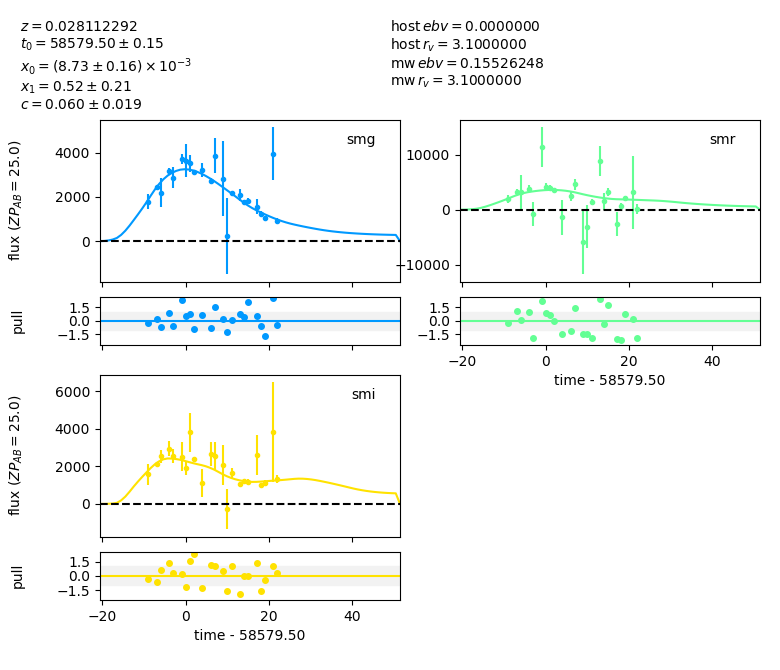 z = 0.028112292
t₀ = 58579.50 ± 0.15
x₀ = (8.73 ± 0.16) × 10⁻³
x₁ = 0.52 ± 0.21
c = 0.060 ± 0.019
host ebv = 0.0000000
host r_v = 3.1000000
mw ebv = 0.15526248
mw r_v = 3.1000000
flux (ZP_AB = 25.0)
4000
2000
0
smg
10000
0
−10000
smr
pull
1.5
0.0
−1.5
1.5
0.0
−1.5
−20 0 20 40
time - 58579.50
flux (ZP_AB = 25.0)
6000
4000
2000
0
smi
pull
1.5
0.0
−1.5
−20 0 20 40
time - 58579.50